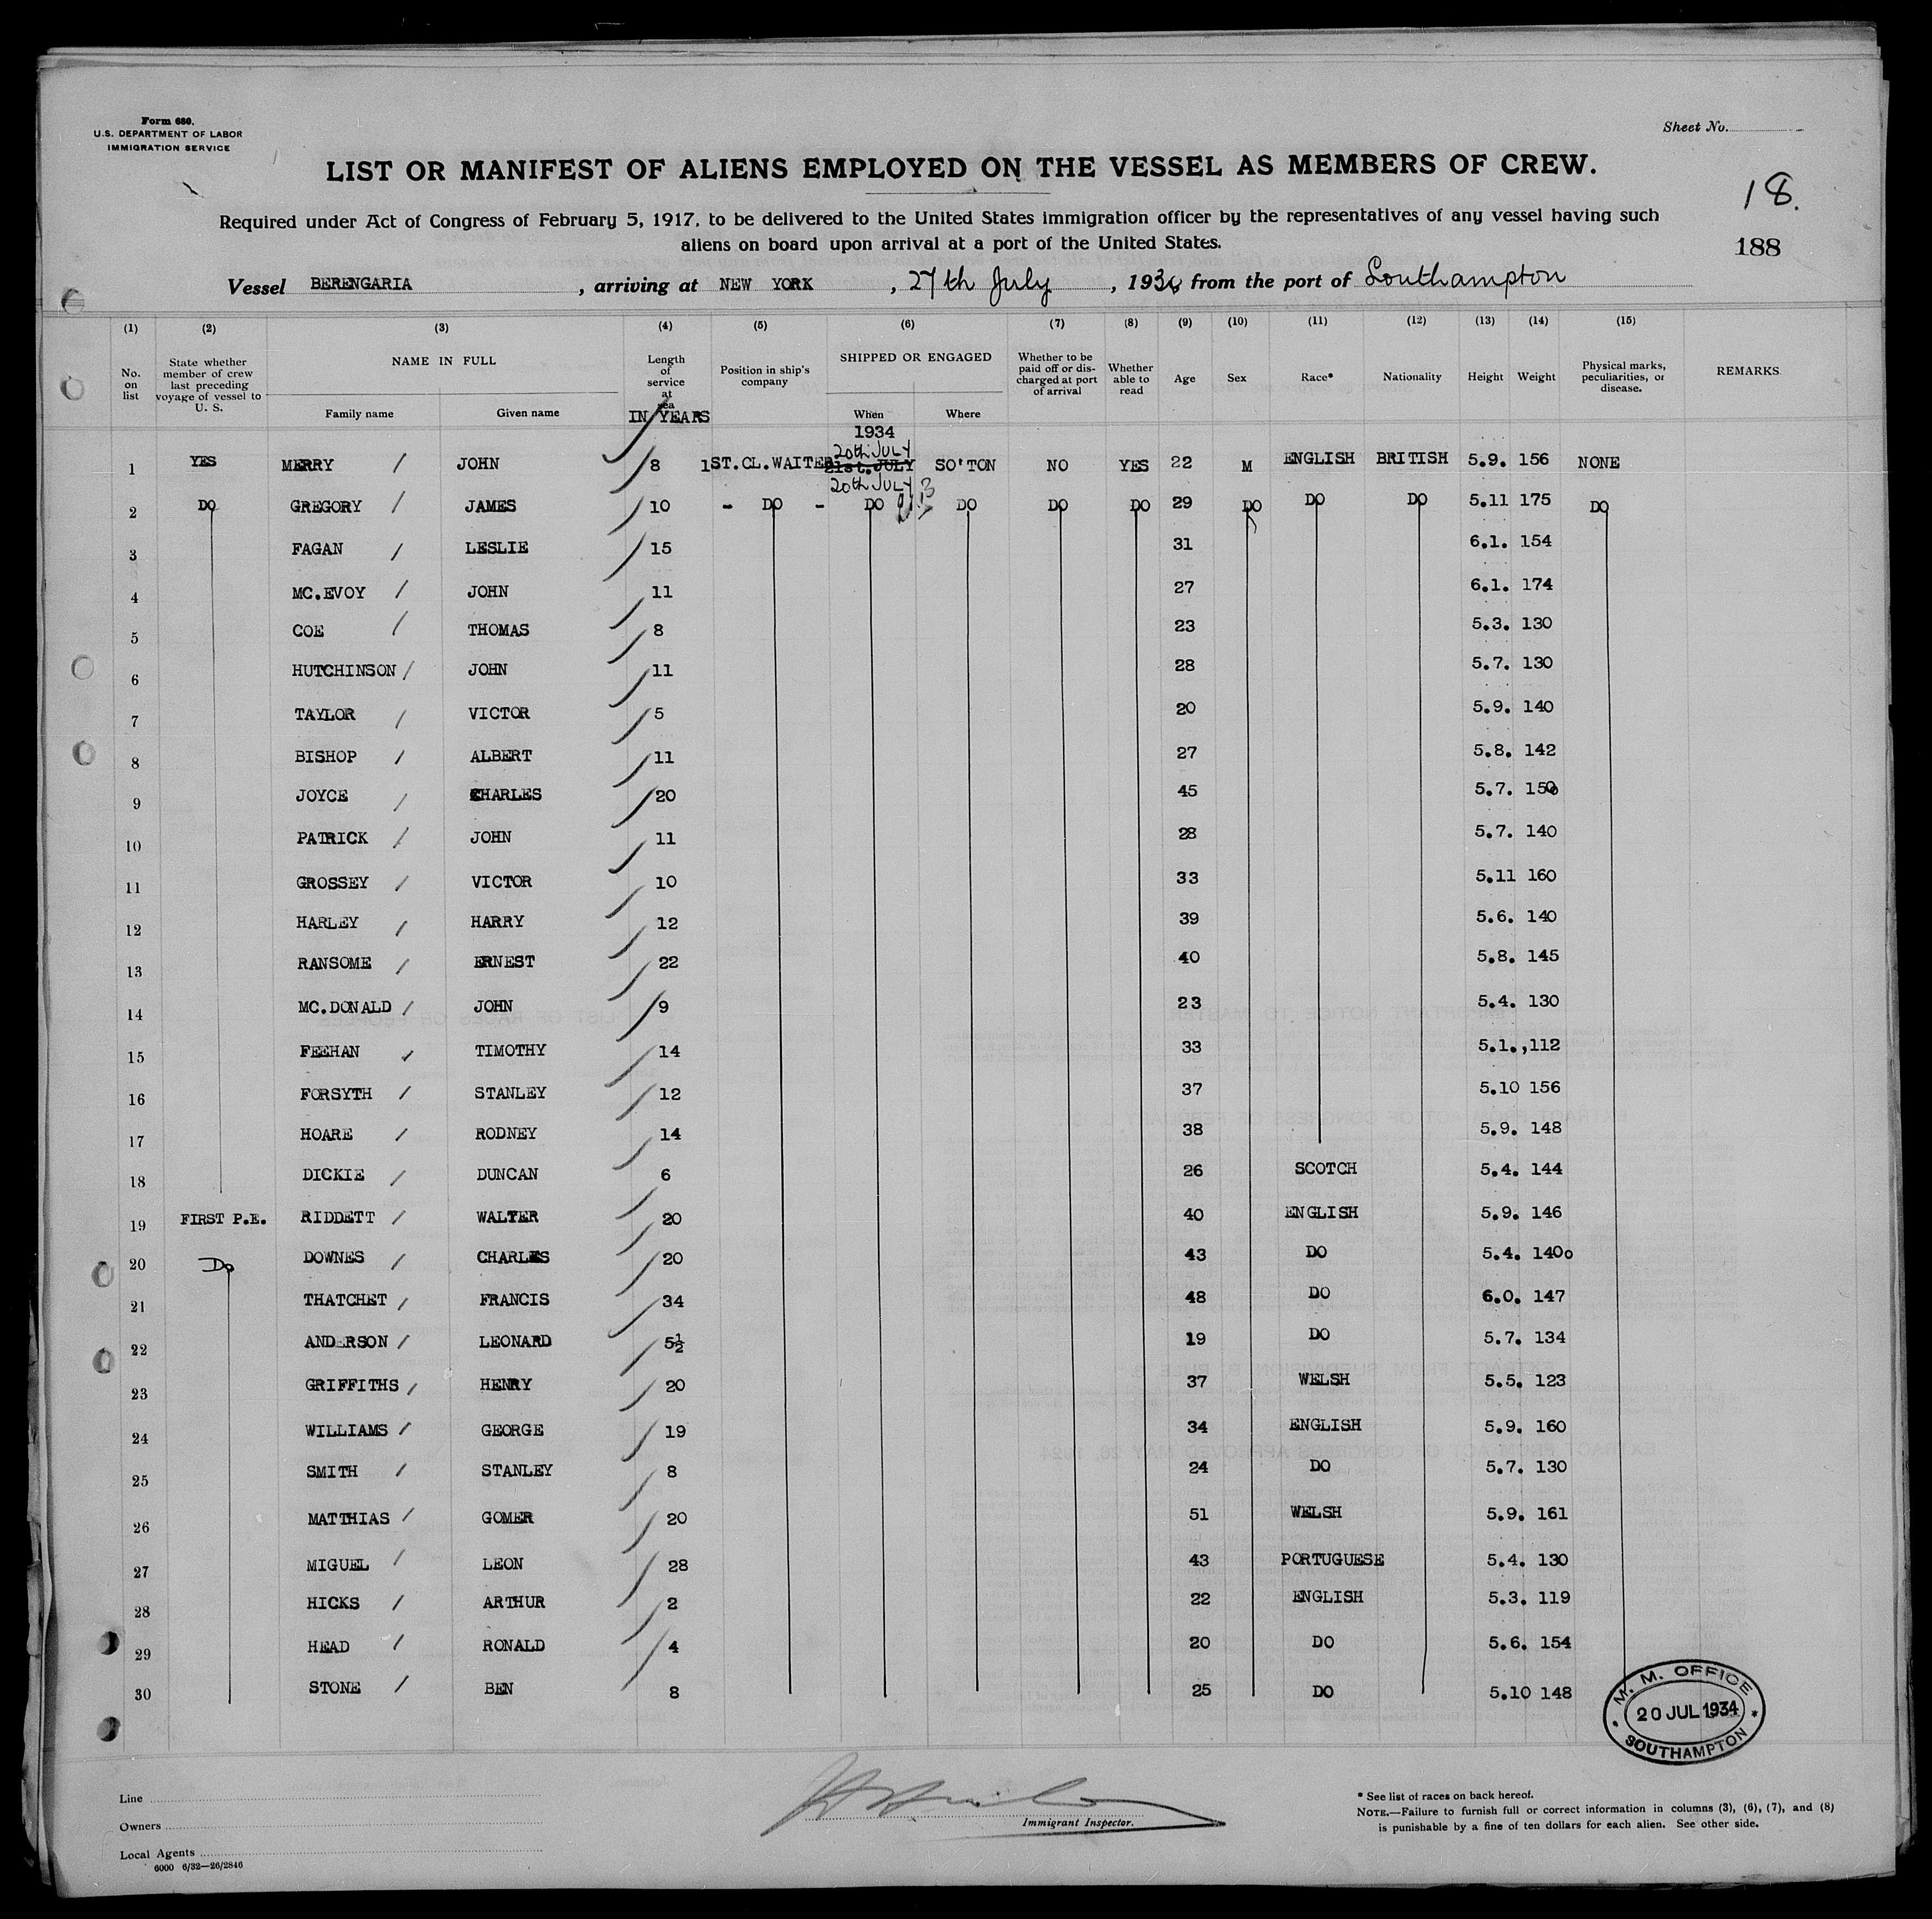 Form 680.
U.S. DEPARTMENT OF LABOR
IMMIGRATION SERVICE
Sheet No.
LIST OR MANIFEST OF ALIENS EMPLOYED ON THE VESSEL AS MEMBERS OF CREW.
18.
Required under Act of Congress of February 5, 1917, to be delivered to the United States immigration officer by the representatives of any vessel having such
aliens on board upon arrival at a port of the United States.
188
Vessel BERENGARIA, arriving at NEW YORK, 27th July, 1934 from the port of Southampton
(1) (2) (3) (4) (5) (6) (7) (8) (9) (10) (11) (12) (13) (14) (15)
No. on list
State whether member of crew last preceding voyage of vessel to U. S.
NAME IN FULL
Family name Given name
Length of service at sea
IN YEARS
Position in ship's company
SHIPPED OR ENGAGED
When Where
Whether to be paid off or discharged at port of arrival
Whether able to read
Age Sex Race* Nationality Height Weight
Physical marks, peculiarities, or disease.
REMARKS
1934
20th JULY
1 YES MERRY / JOHN 8 1ST.CL.WAITER 21st.JULY SO'TON NO YES 22 M ENGLISH BRITISH 5.9. 156 NONE
20th JULY
2 DO GREGORY / JAMES 10 - DO - DO DO DO DO 29 DO DO DO 5.11 175 DO
3 FAGAN / LESLIE 15 31 6.1. 154
4 MC.EVOY / JOHN 11 27 6.1. 174
5 COE / THOMAS 8 23 5.3. 130
6 HUTCHINSON / JOHN 11 28 5.7. 130
7 TAYLOR / VICTOR 5 20 5.9. 140
8 BISHOP / ALBERT 11 27 5.8. 142
9 JOYCE / CHARLES 20 45 5.7. 150
10 PATRICK / JOHN 11 28 5.7. 140
11 GROSSEY / VICTOR 10 33 5.11 160
12 HARLEY / HARRY 12 39 5.6. 140
13 RANSOME / ERNEST 22 40 5.8. 145
14 MC.DONALD / JOHN 9 23 5.4. 130
15 FEEHAN / TIMOTHY 14 33 5.1.,112
16 FORSYTH / STANLEY 12 37 5.10 156
17 HOARE / RODNEY 14 38 5.9. 148
18 DICKIE / DUNCAN 6 26 SCOTCH 5.4. 144
19 FIRST P.E. RIDDETT / WALTER 20 40 ENGLISH 5.9. 146
20 Do DOWNES / CHARLES 20 43 DO 5.4. 140o
21 THATCHET / FRANCIS 34 48 DO 6.0. 147
22 ANDERSON / LEONARD 5½ 19 DO 5.7. 134
23 GRIFFITHS / HENRY 20 37 WELSH 5.5. 123
24 WILLIAMS / GEORGE 19 34 ENGLISH 5.9. 160
25 SMITH / STANLEY 8 24 DO 5.7. 130
26 MATTHIAS / GOMER 20 51 WELSH 5.9. 161
27 MIGUEL / LEON 28 43 PORTUGUESE 5.4. 130
28 HICKS / ARTHUR 2 22 ENGLISH 5.3. 119
29 HEAD / RONALD 4 20 DO 5.6. 154
30 STONE / BEN 8 25 DO 5.10 148
M. M. OFFICE
20 JUL 1934
SOUTHAMPTON
Line
Owners
Local Agents
6000 6/32—26/2846
Immigrant Inspector.
* See list of races on back hereof.
NOTE.—Failure to furnish full or correct information in columns (3), (6), (7), and (8)
is punishable by a fine of ten dollars for each alien. See other side.